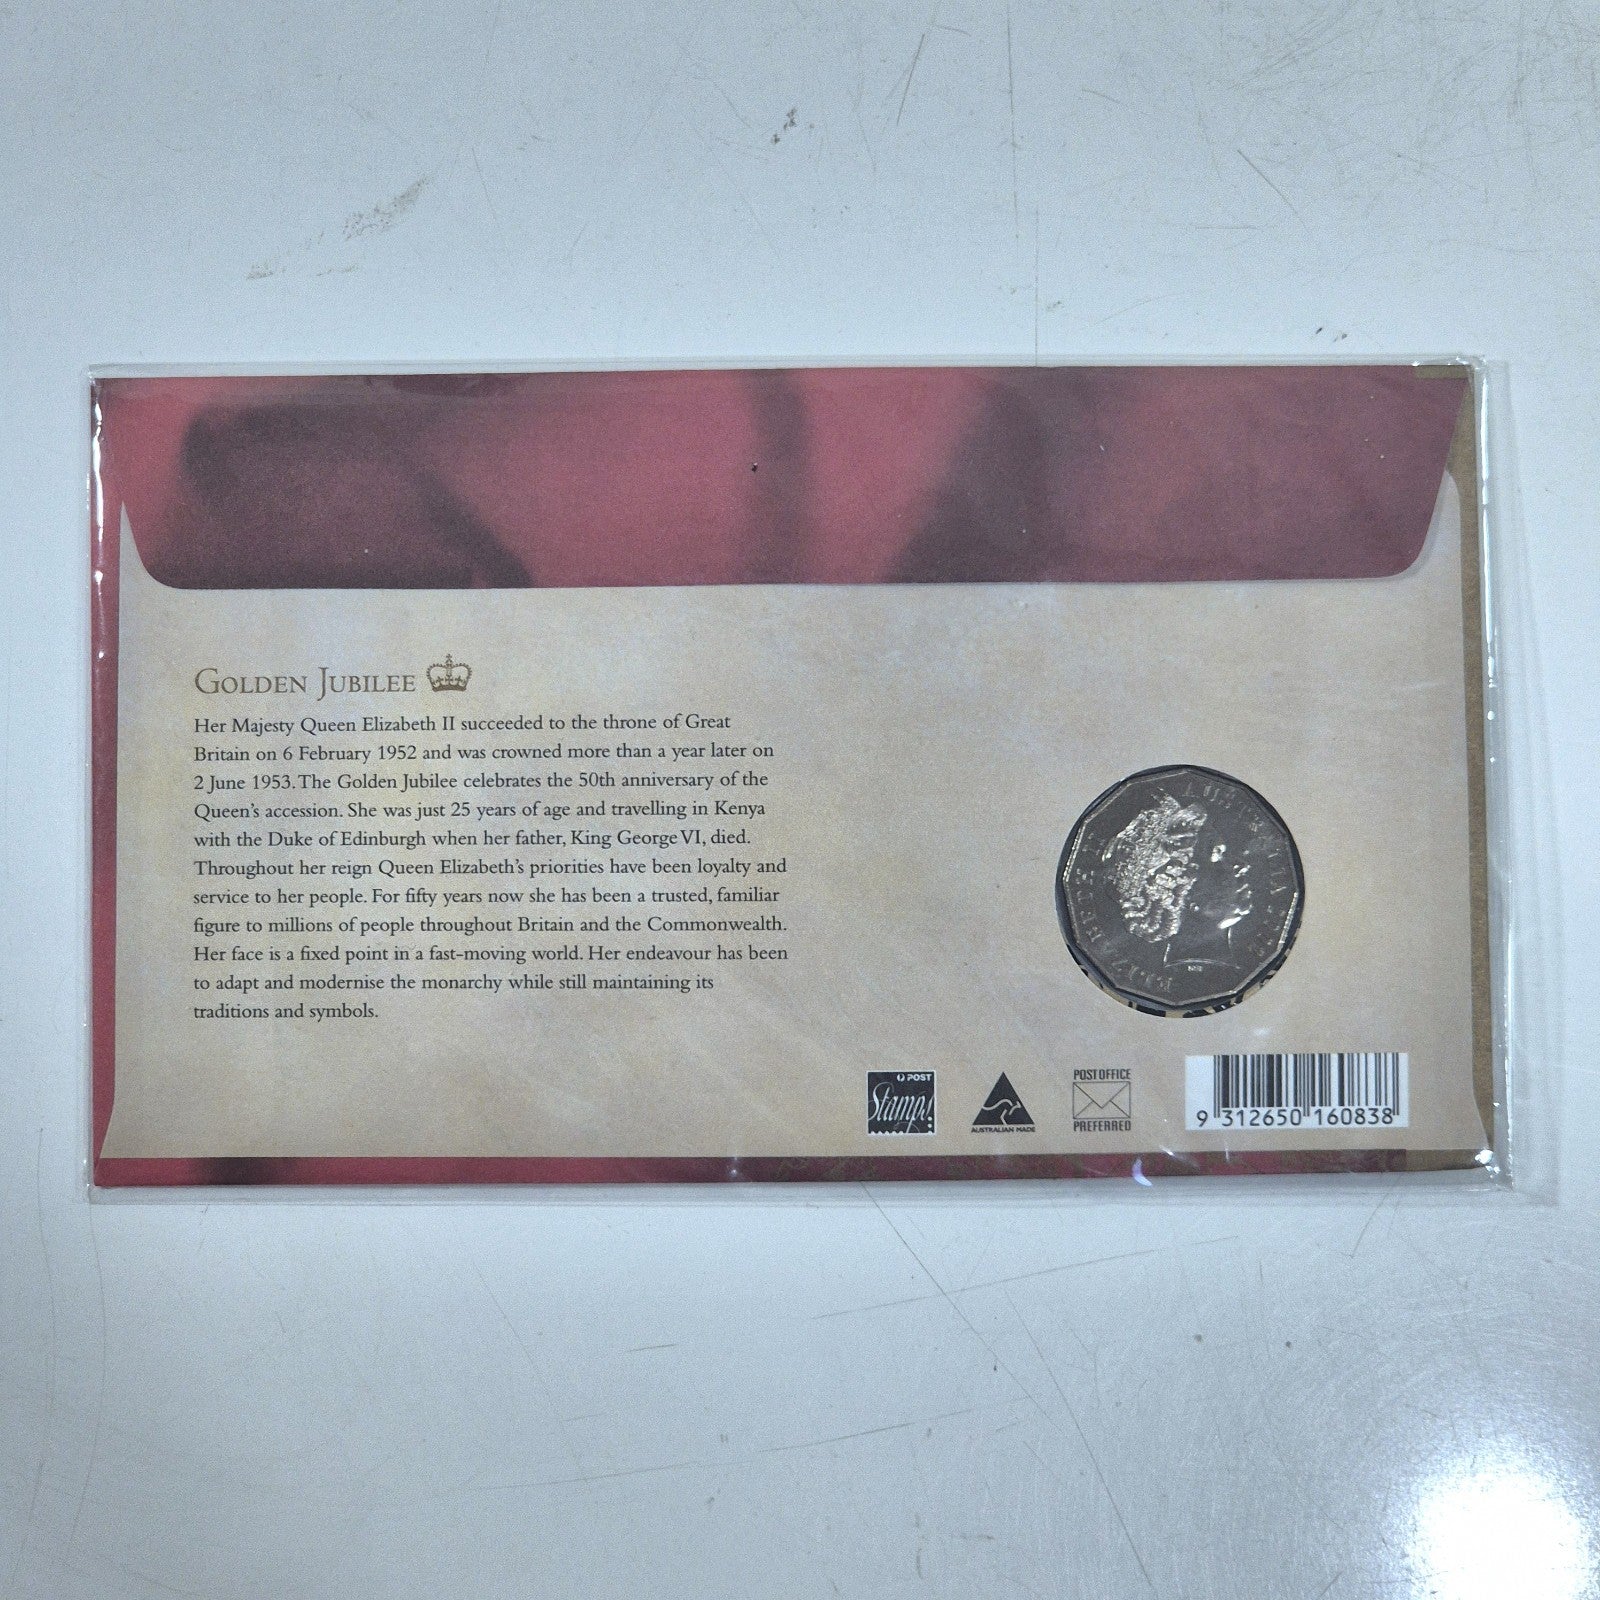 GOLDEN JUBILEE
Her Majesty Queen Elizabeth II succeeded to the throne of Great
Britain on 6 February 1952 and was crowned more than a year later on
2 June 1953. The Golden Jubilee celebrates the 50th anniversary of the
Queen's accession. She was just 25 years of age and travelling in Kenya
with the Duke of Edinburgh when her father, King George VI, died.
Throughout her reign Queen Elizabeth's priorities have been loyalty and
service to her people. For fifty years now she has been a trusted, familiar
figure to millions of people throughout Britain and the Commonwealth.
Her face is a fixed point in a fast-moving world. Her endeavour has been
to adapt and modernise the monarchy while still maintaining its
traditions and symbols.
ELIZABETH II AUSTRALIA
POST
Stamps!
AUSTRALIAN MADE
POST OFFICE
PREFERRED
9 312650 160838